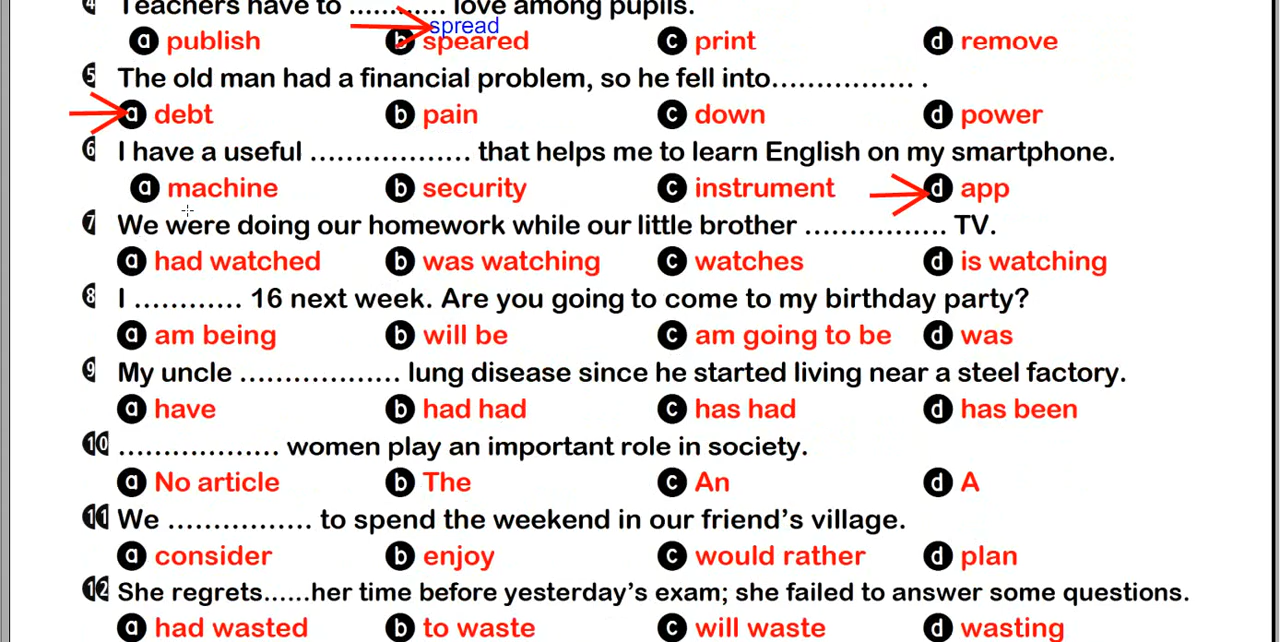 4 Teachers have to ............ love among pupils.
spread
a publish b speared c print d remove
5 The old man had a financial problem, so he fell into................ .
a debt b pain c down d power
6 I have a useful .................. that helps me to learn English on my smartphone.
a machine b security c instrument d app
7 We were doing our homework while our little brother ................ TV.
a had watched b was watching c watches d is watching
8 I ............ 16 next week. Are you going to come to my birthday party?
a am being b will be c am going to be d was
9 My uncle .................. lung disease since he started living near a steel factory.
a have b had had c has had d has been
10 .................. women play an important role in society.
a No article b The c An d A
11 We ................ to spend the weekend in our friend's village.
a consider b enjoy c would rather d plan
12 She regrets......her time before yesterday's exam; she failed to answer some questions.
a had wasted b to waste c will waste d wasting